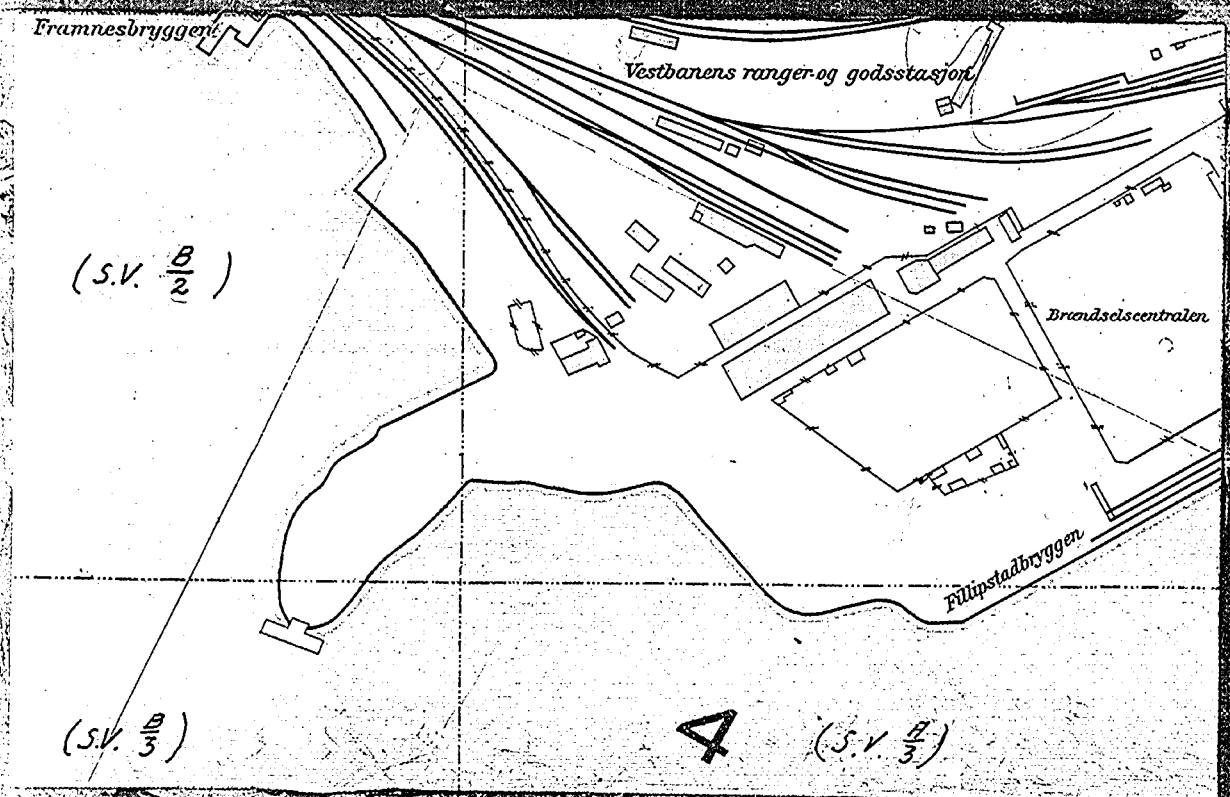 Framnesbryggen
Vestbanens ranger-og godsstasjon
(S.V. B/2)
Brændselscentralen
Fillipstadbryggen
(S.V. B/3)
4
(S.V. A/3)